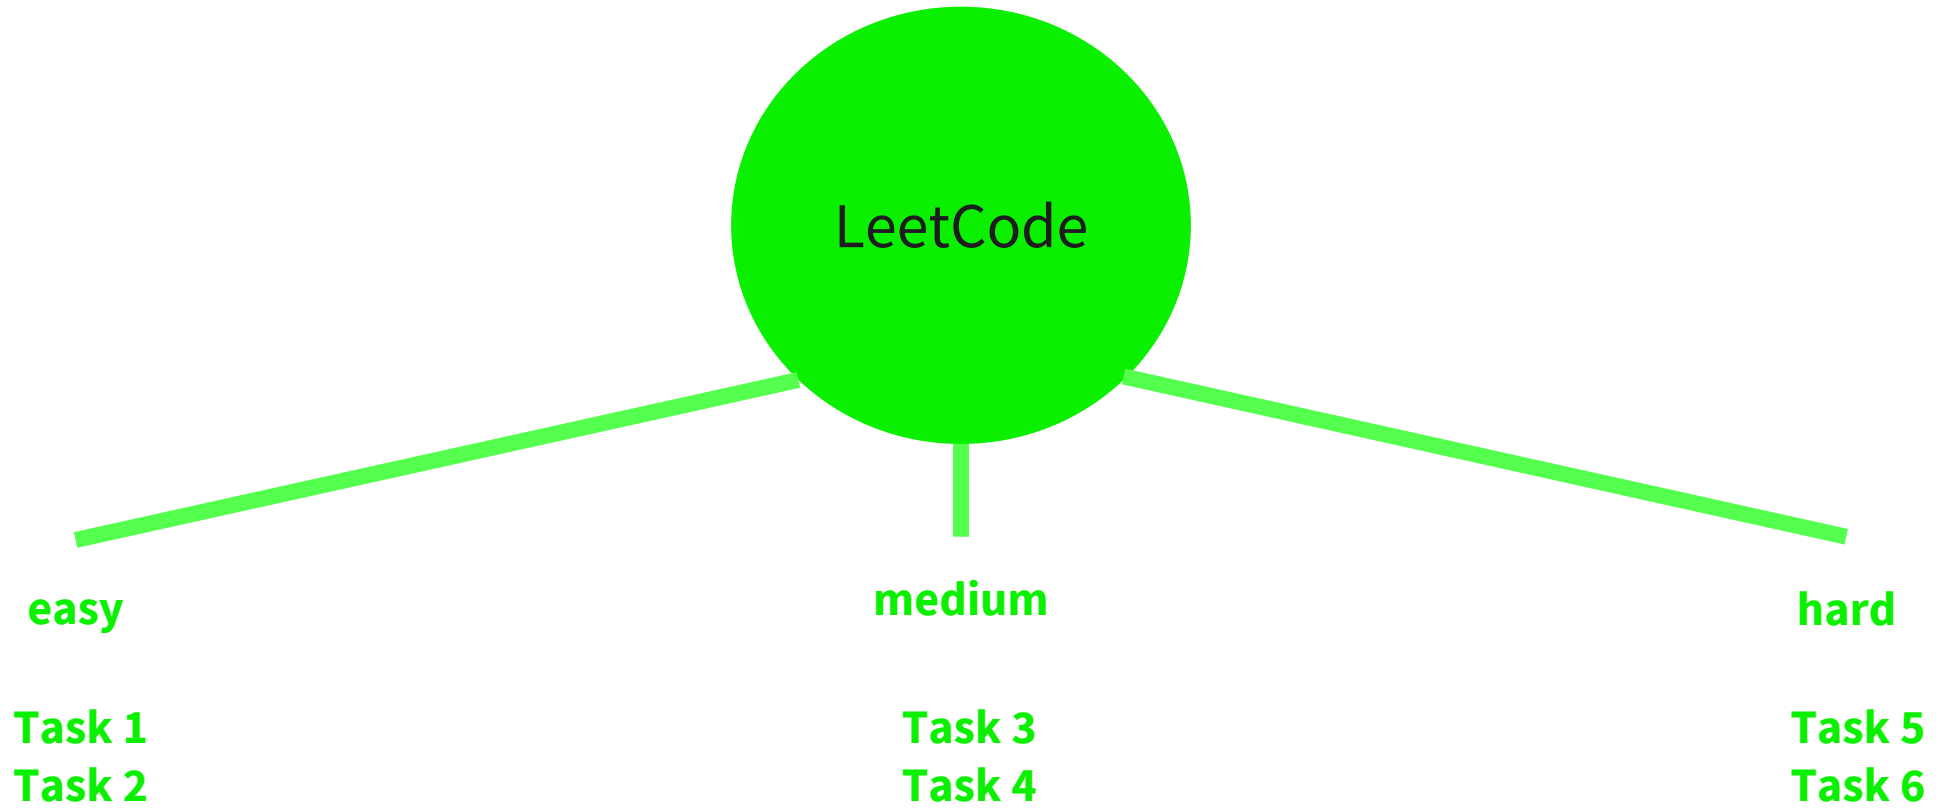 LeetCode
easy
medium
hard
Task 1
Task 2
Task 3
Task 4
Task 5
Task 6